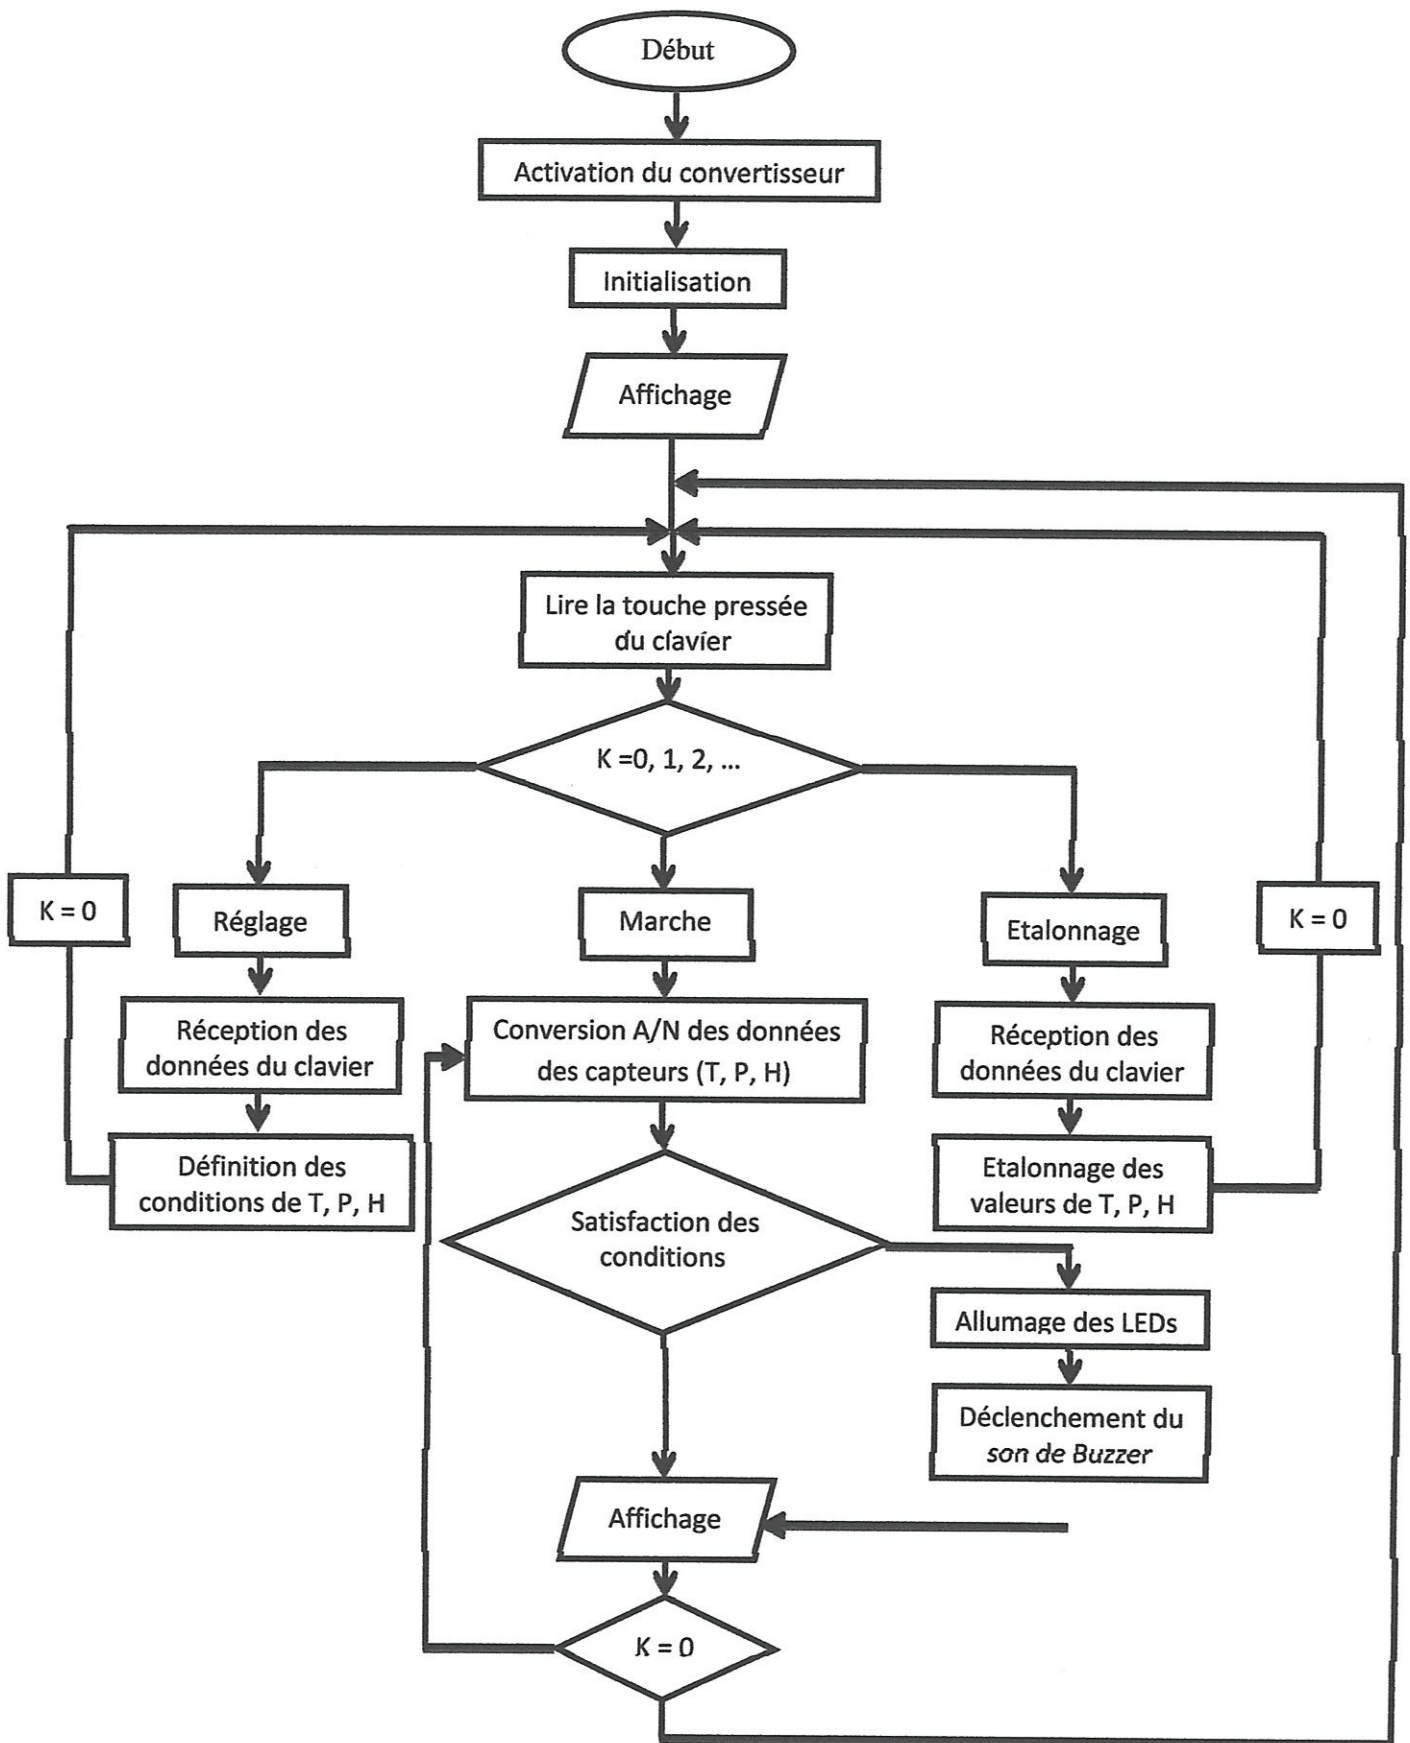 Début
Activation du convertisseur
Initialisation
Affichage
Lire la touche pressée
du clavier
K =0, 1, 2, ...
K = 0
Réglage
Marche
Etalonnage
K = 0
Réception des
données du clavier
Conversion A/N des données
des capteurs (T, P, H)
Réception des
données du clavier
Définition des
conditions de T, P, H
Etalonnage des
valeurs de T, P, H
Satisfaction des
conditions
Allumage des LEDs
Déclenchement du
son de Buzzer
Affichage
K = 0